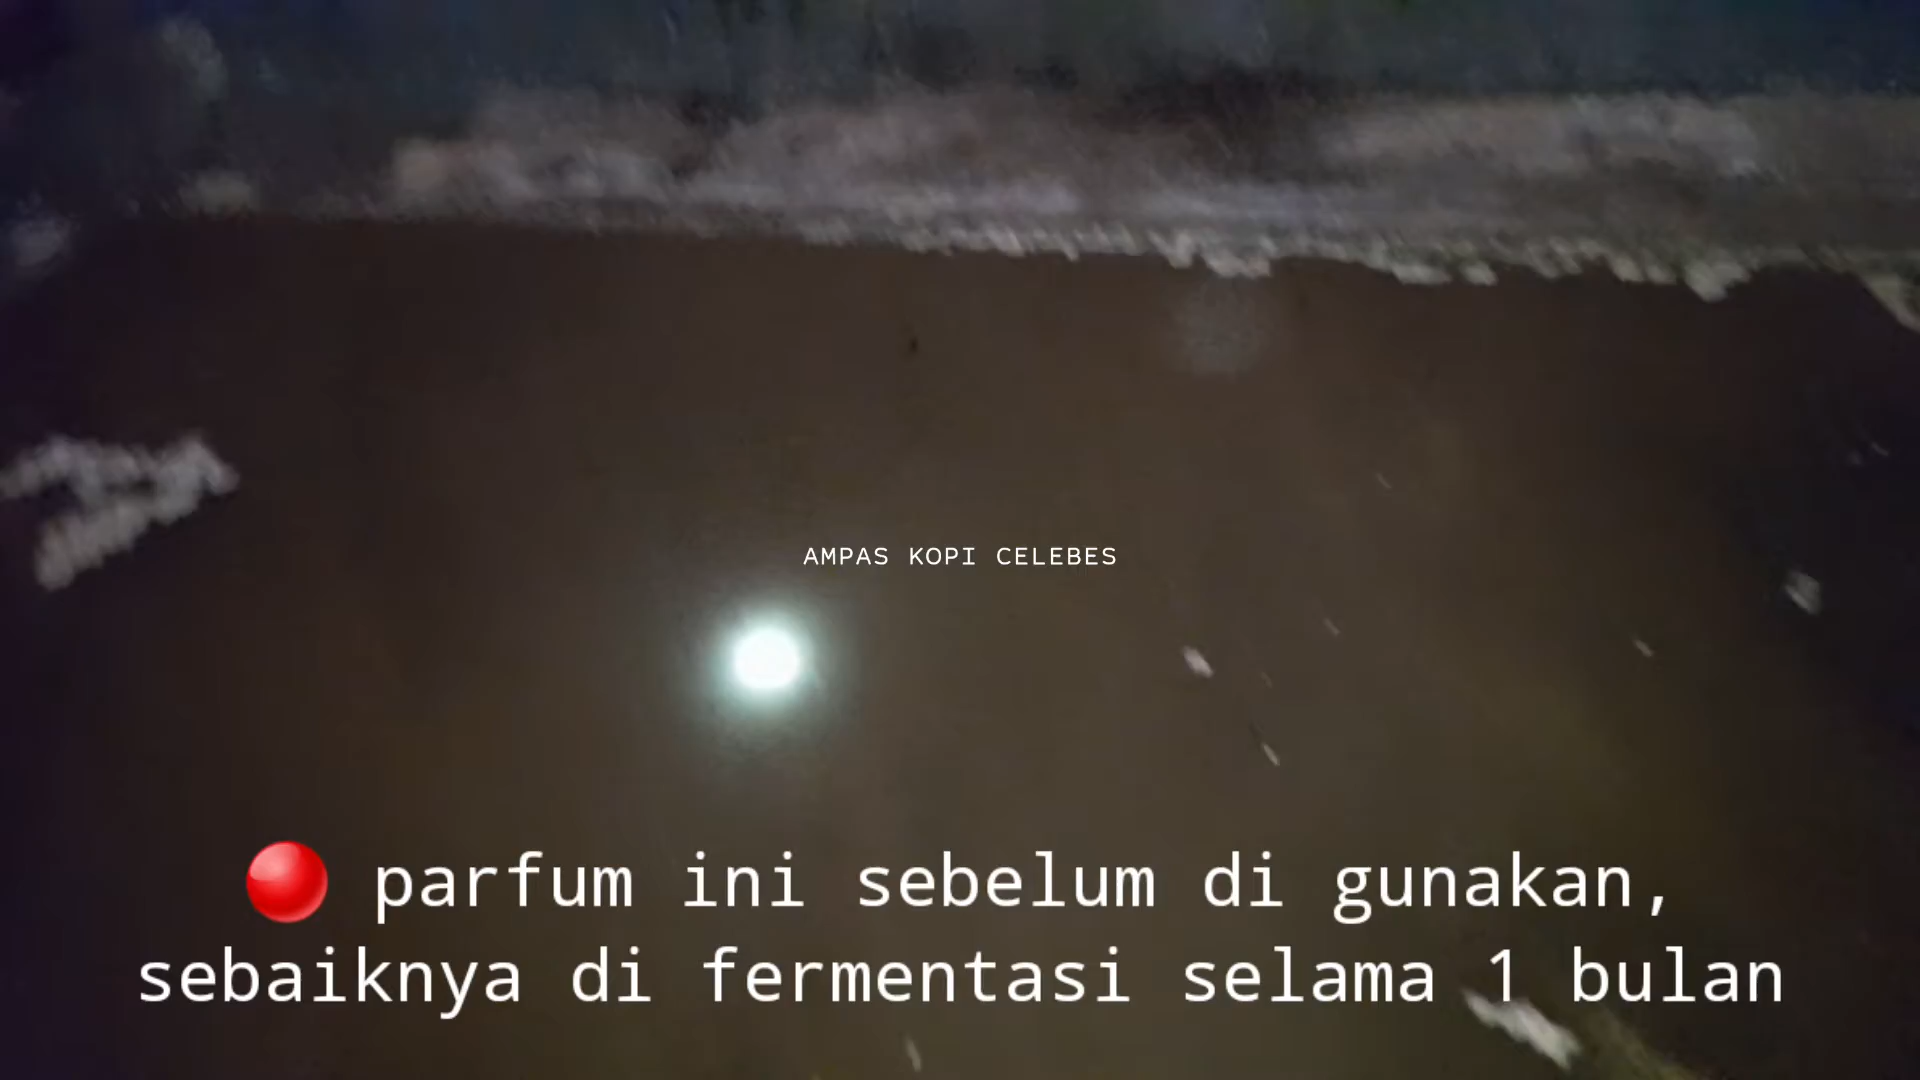 AMPAS KOPI CELEBES
🔴 parfum ini sebelum di gunakan,
sebaiknya di fermentasi selama 1 bulan